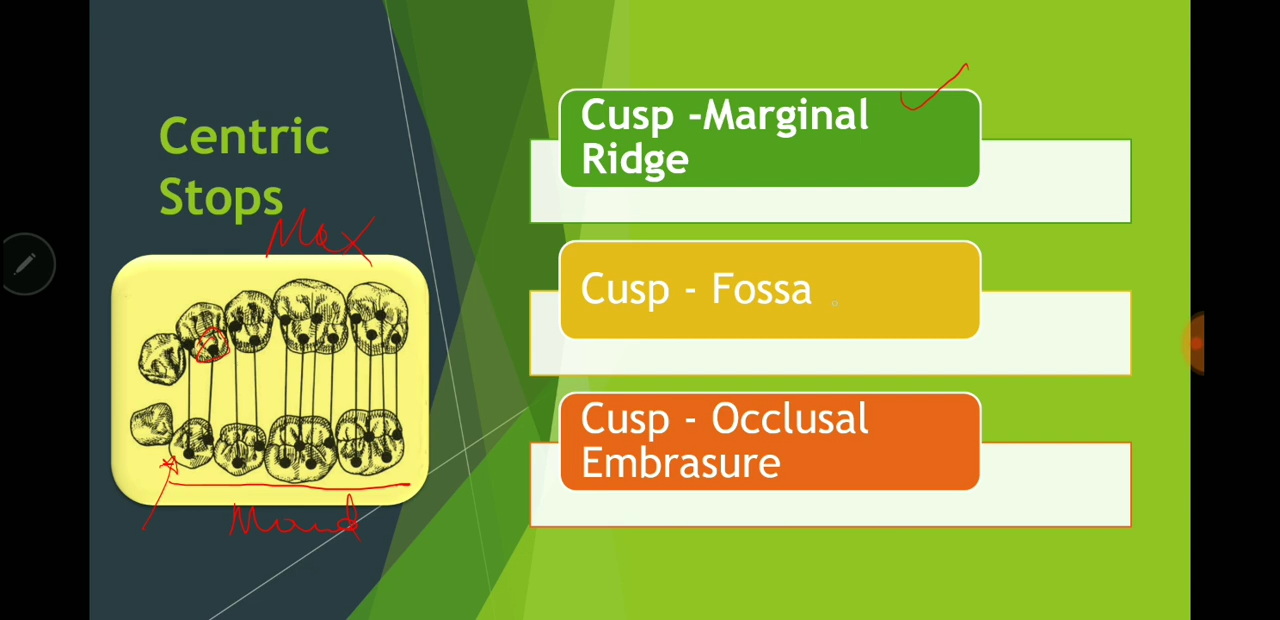 Centric
Stops
Max
Mand
Cusp -Marginal
Ridge
Cusp - Fossa
Cusp - Occlusal
Embrasure